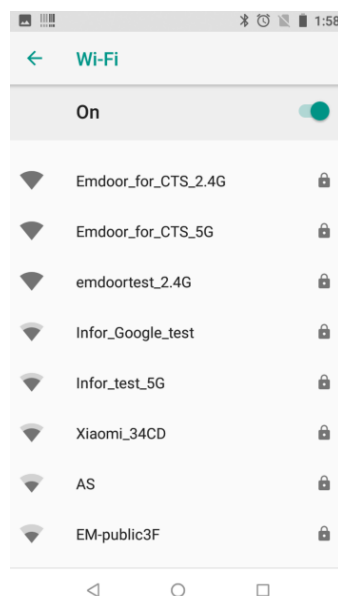 1:58
Wi-Fi
On
Emdoor_for_CTS_2.4G
Emdoor_for_CTS_5G
emdoortest_2.4G
Infor_Google_test
Infor_test_5G
Xiaomi_34CD
AS
EM-public3F